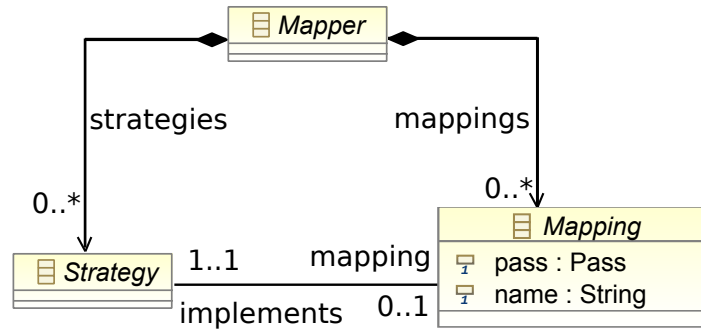 Mapper
strategies
mappings
0..*
0..*
Mapping
Strategy
1..1
mapping
pass : Pass
implements
0..1
name : String